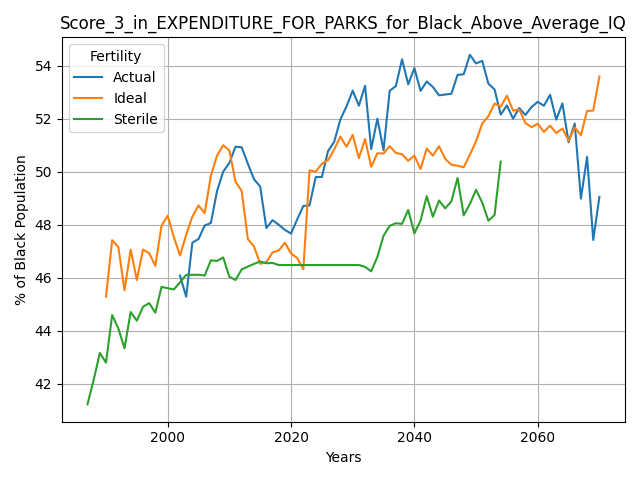 Score_3_in_EXPENDITURE_FOR_PARKS_for_Black_Above_Average_IQ
Fertility
Actual
Ideal
Sterile
% of Black Population
54
52
50
48
46
44
42
2000
2020
2040
2060
Years